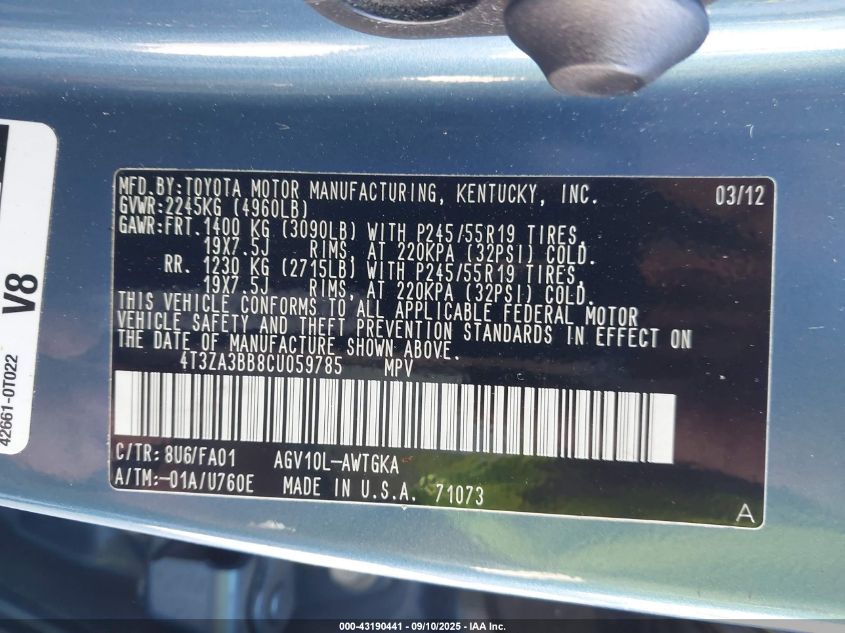 MFD.BY:TOYOTA MOTOR MANUFACTURING, KENTUCKY, INC. 03/12
GVWR:2245KG (4960LB)
GAWR:FRT. 1400 KG (3090LB) WITH P245/55R19 TIRES,
19X7.5J RIMS, AT 220KPA (32PSI) COLD.
RR. 1230 KG (2715LB) WITH P245/55R19 TIRES,
19X7.5J RIMS, AT 220KPA (32PSI) COLD.
THIS VEHICLE CONFORMS TO ALL APPLICABLE FEDERAL MOTOR
VEHICLE SAFETY AND THEFT PREVENTION STANDARDS IN EFFECT ON
THE DATE OF MANUFACTURE SHOWN ABOVE.
4T3ZA3BB8CU059785 MPV
C/TR: 8U6/FA01 AGV10L-AWTGKA
A/TM:-01A/U760E MADE IN U.S.A. 71073
A
V8
42661-0T022
000-43190441 - 09/10/2025 - IAA Inc.